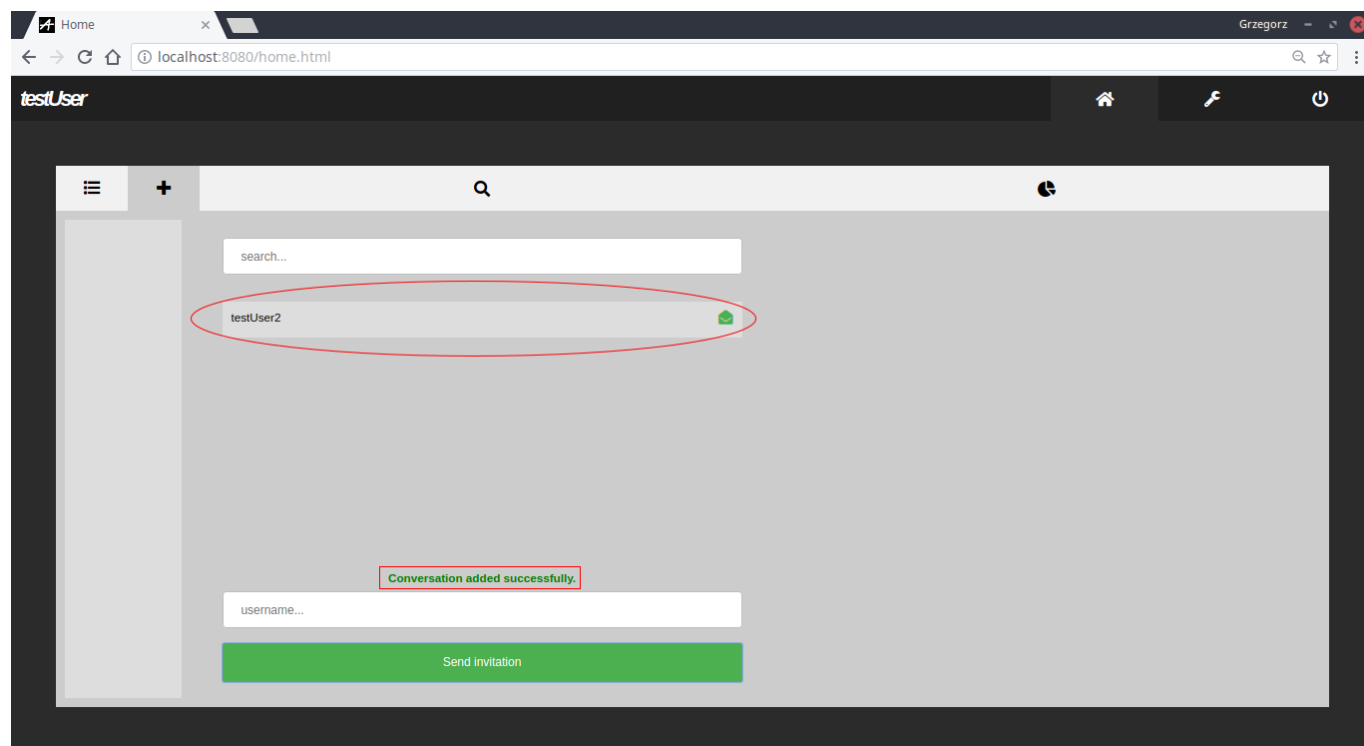 Home
Grzegorz
localhost:8080/home.html
testUser
search...
testUser2
Conversation added successfully.
username...
Send invitation